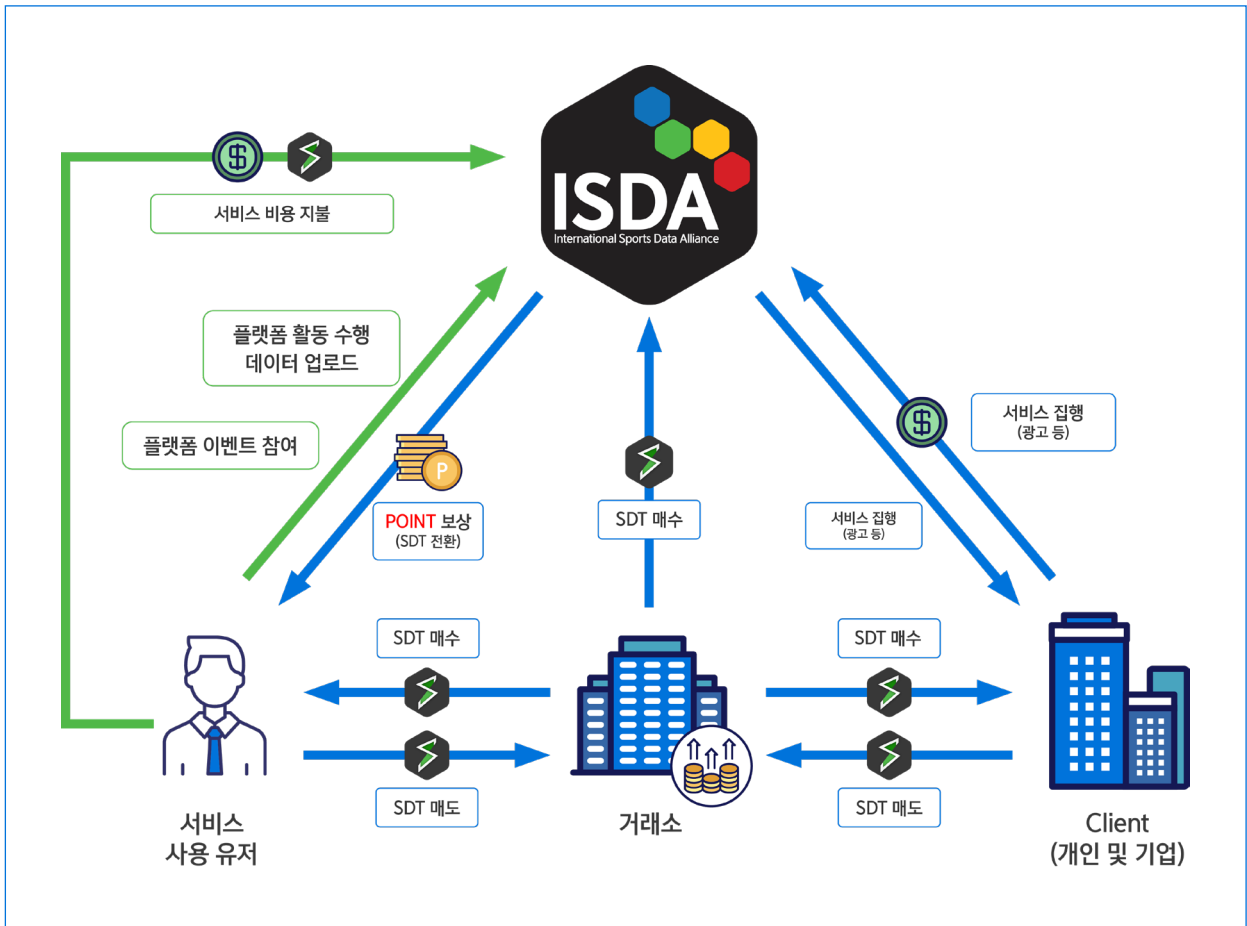 ISDA
International Sports Data Alliance
서비스 비용 지불
플랫폼 활동 수행
데이터 업로드
플랫폼 이벤트 참여
P
POINT 보상
(SDT 전환)
SDT 매수
서비스 집행
(광고 등)
서비스 집행
(광고 등)
SDT 매수
SDT 매수
SDT 매도
SDT 매도
서비스
사용 유저
거래소
Client
(개인 및 기업)